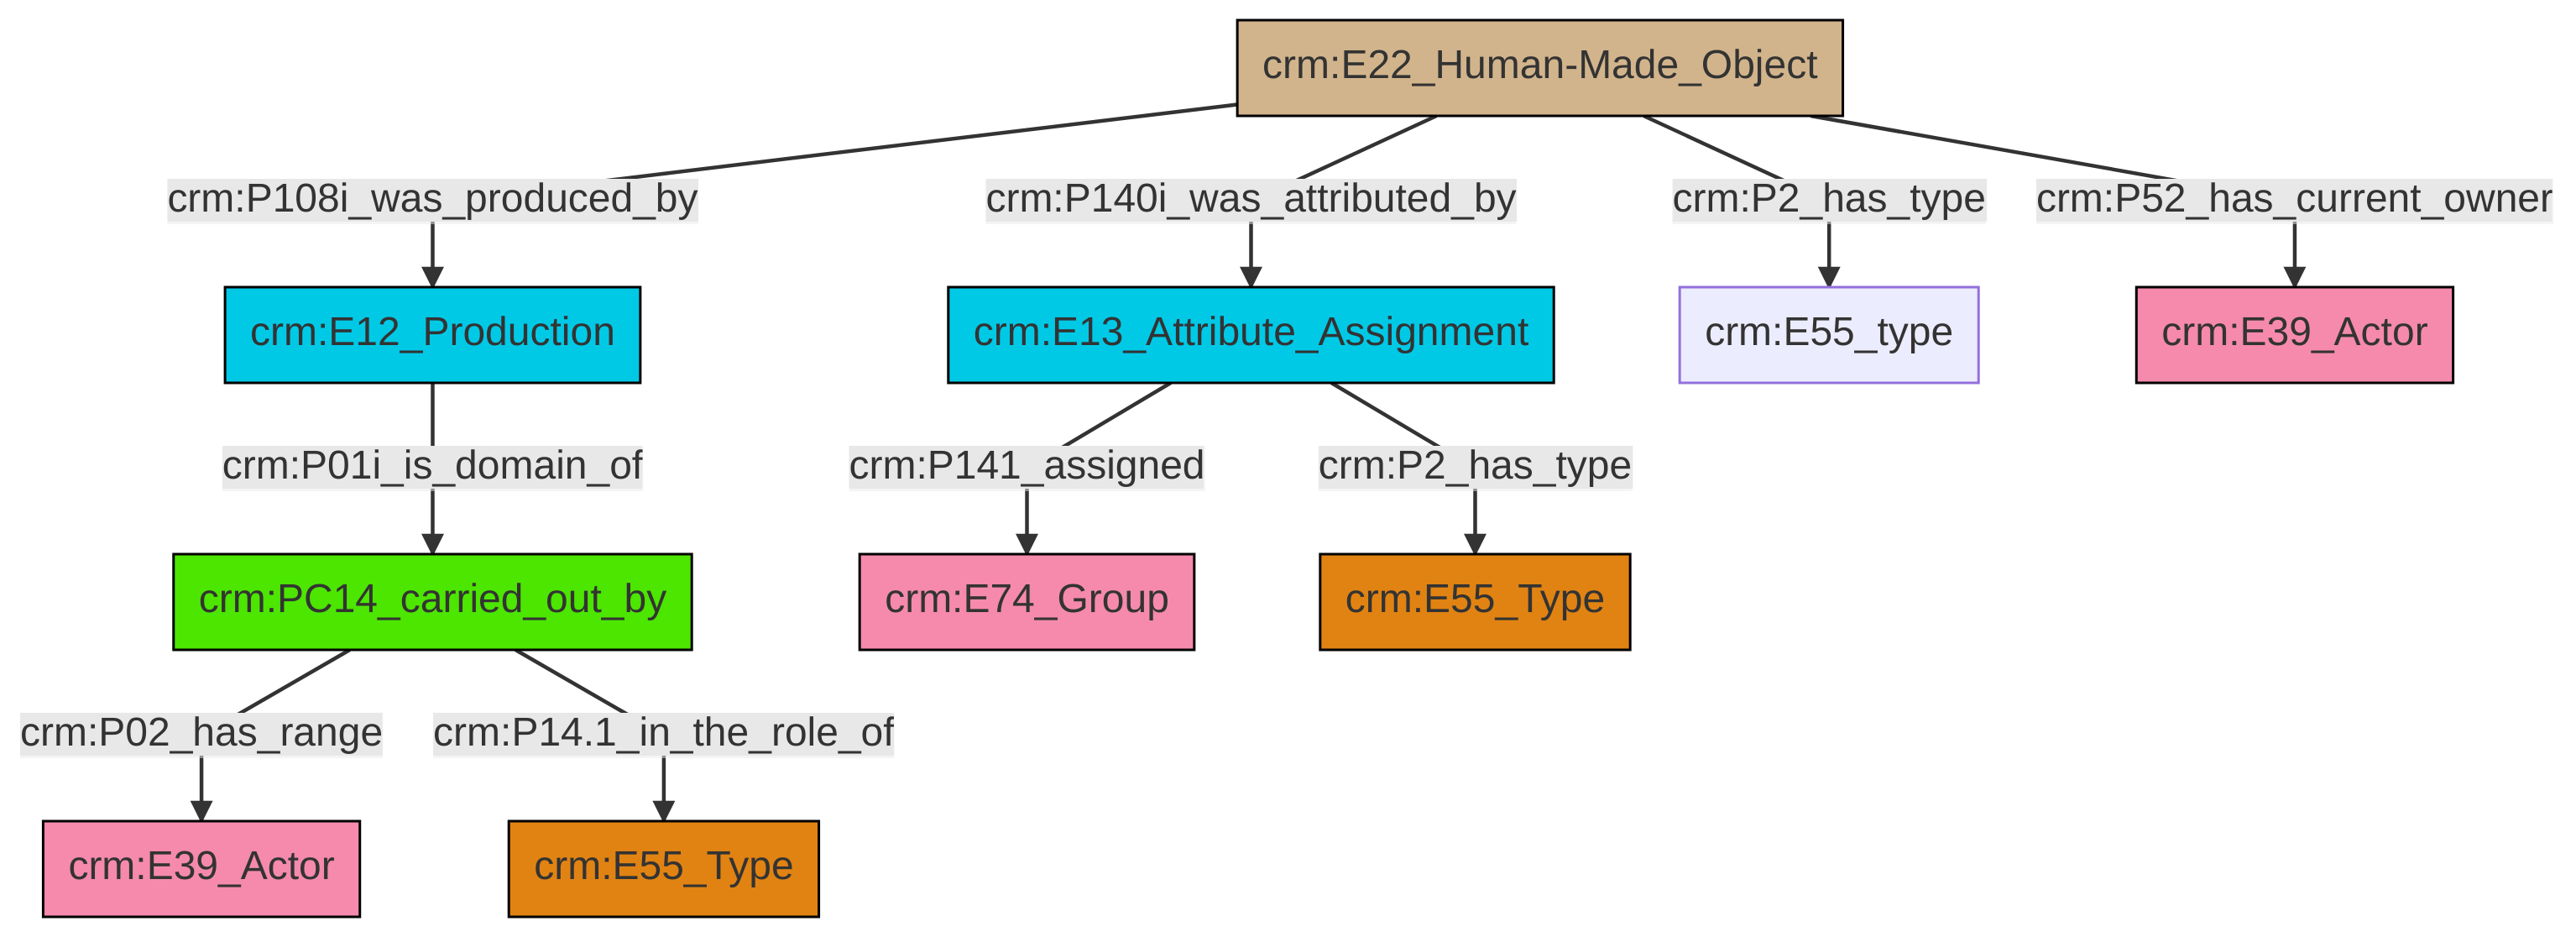 crm:E22_Human-Made_Object
crm:P108i_was_produced_by
crm:P140i_was_attributed_by
crm:P2_has_type
crm:P52_has_current_owner
crm:E12_Production
crm:E13_Attribute_Assignment
crm:E55_type
crm:E39_Actor
crm:P01i_is_domain_of
crm:P141_assigned
crm:P2_has_type
crm:PC14_carried_out_by
crm:E74_Group
crm:E55_Type
crm:P02_has_range
crm:P14.1_in_the_role_of
crm:E39_Actor
crm:E55_Type